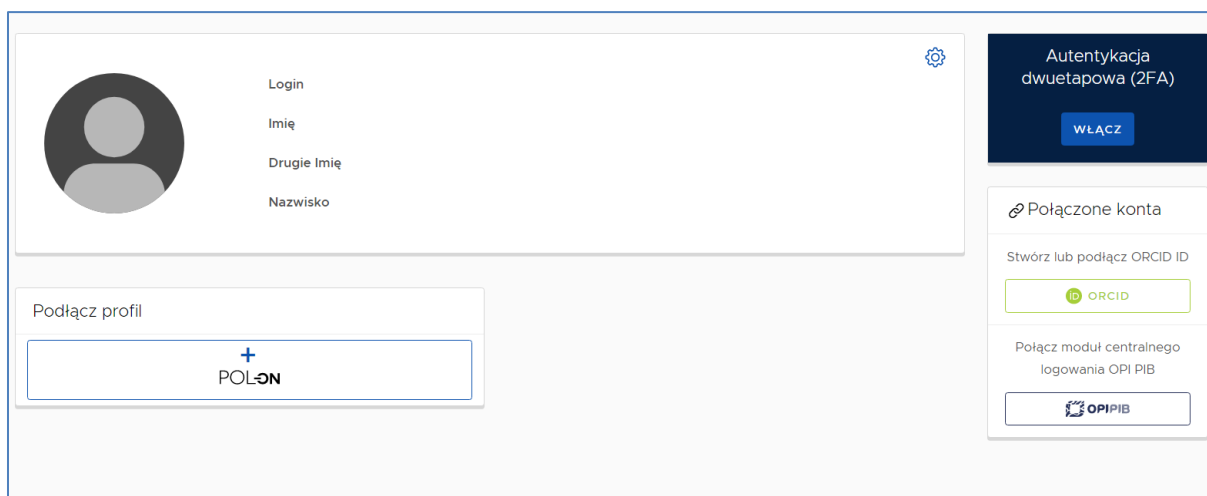 Login
Imię
Drugie Imię
Nazwisko
Autentykacja
dwuetapowa (2FA)
WŁĄCZ
Połączone konta
Stwórz lub podłącz ORCID ID
iD ORCID
Połącz moduł centralnego
logowania OPI PIB
OPIPIB
Podłącz profil
+
POL-ON